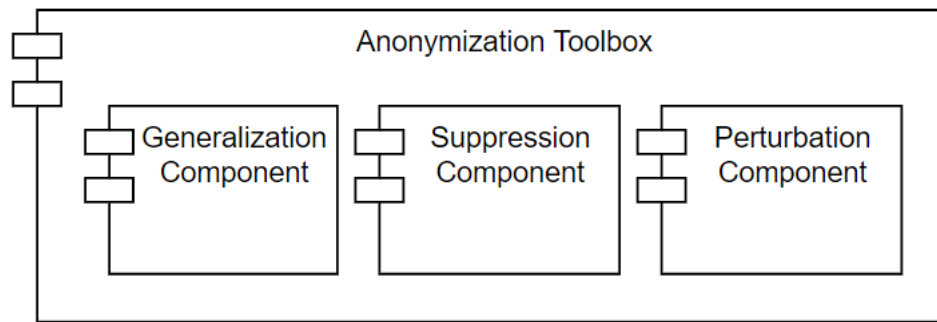 Anonymization Toolbox
Generalization
Component
Suppression
Component
Perturbation
Component